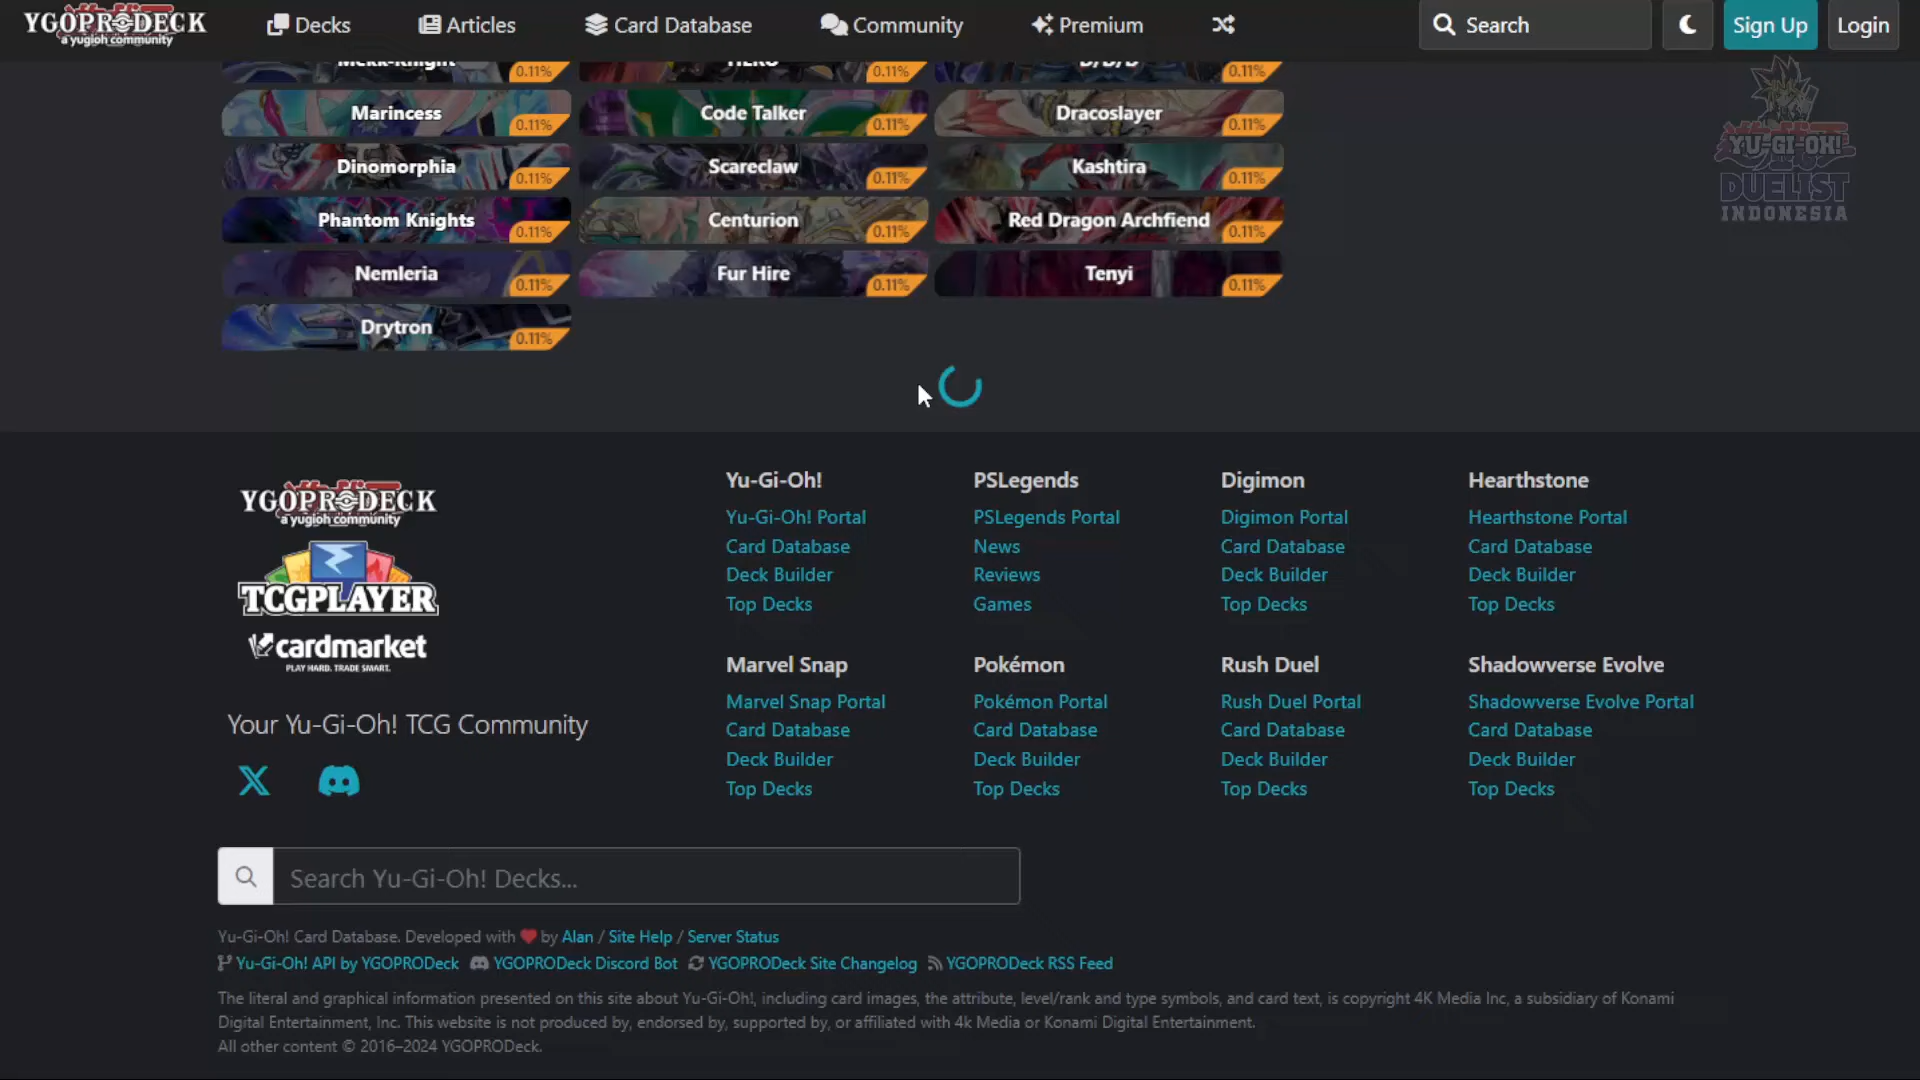 YGOPRODECK
a yugioh community
Decks
Articles
Card Database
Community
Premium
Search
Sign Up
Login
Mekk-Knight 0.11%
HERO 0.11%
D/D/D 0.11%
Marincess 0.11%
Code Talker 0.11%
Dracoslayer 0.11%
Dinomorphia 0.11%
Scareclaw 0.11%
Kashtira 0.11%
Phantom Knights 0.11%
Centurion 0.11%
Red Dragon Archfiend 0.11%
Nemleria 0.11%
Fur Hire 0.11%
Tenyi 0.11%
Drytron 0.11%
YU-GI-OH!
DUELIST
INDONESIA
YGOPRODECK
a yugioh community
TCGPLAYER
cardmarket
PLAY HARD. TRADE SMART.
Your Yu-Gi-Oh! TCG Community
Yu-Gi-Oh!
Yu-Gi-Oh! Portal
Card Database
Deck Builder
Top Decks
PSLegends
PSLegends Portal
News
Reviews
Games
Digimon
Digimon Portal
Card Database
Deck Builder
Top Decks
Hearthstone
Hearthstone Portal
Card Database
Deck Builder
Top Decks
Marvel Snap
Marvel Snap Portal
Card Database
Deck Builder
Top Decks
Pokémon
Pokémon Portal
Card Database
Deck Builder
Top Decks
Rush Duel
Rush Duel Portal
Card Database
Deck Builder
Top Decks
Shadowverse Evolve
Shadowverse Evolve Portal
Card Database
Deck Builder
Top Decks
Search Yu-Gi-Oh! Decks...
Yu-Gi-Oh! Card Database. Developed with by Alan / Site Help / Server Status
Yu-Gi-Oh! API by YGOPRODeck YGOPRODeck Discord Bot YGOPRODeck Site Changelog YGOPRODeck RSS Feed
The literal and graphical information presented on this site about Yu-Gi-Oh!, including card images, the attribute, level/rank and type symbols, and card text, is copyright 4K Media Inc, a subsidiary of Konami
Digital Entertainment, Inc. This website is not produced by, endorsed by, supported by, or affiliated with 4k Media or Konami Digital Entertainment.
All other content © 2016–2024 YGOPRODeck.